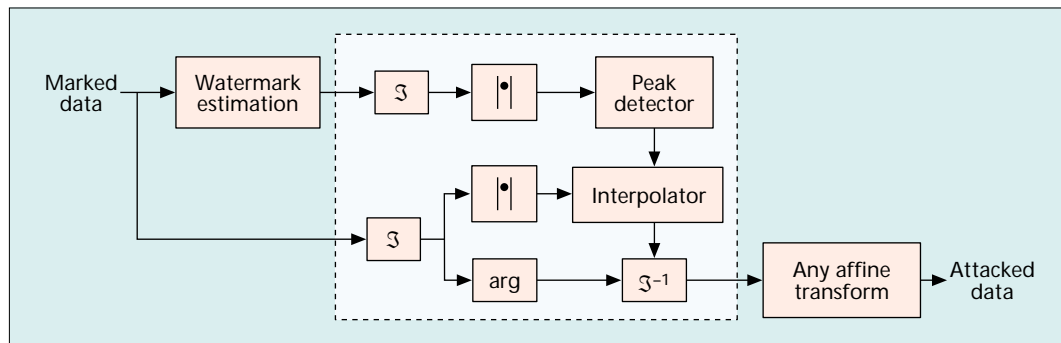 Marked
data
Watermark
estimation
ℑ
|•|
Peak
detector
|•|
Interpolator
ℑ
arg
ℑ⁻¹
Any affine
transform
Attacked
data